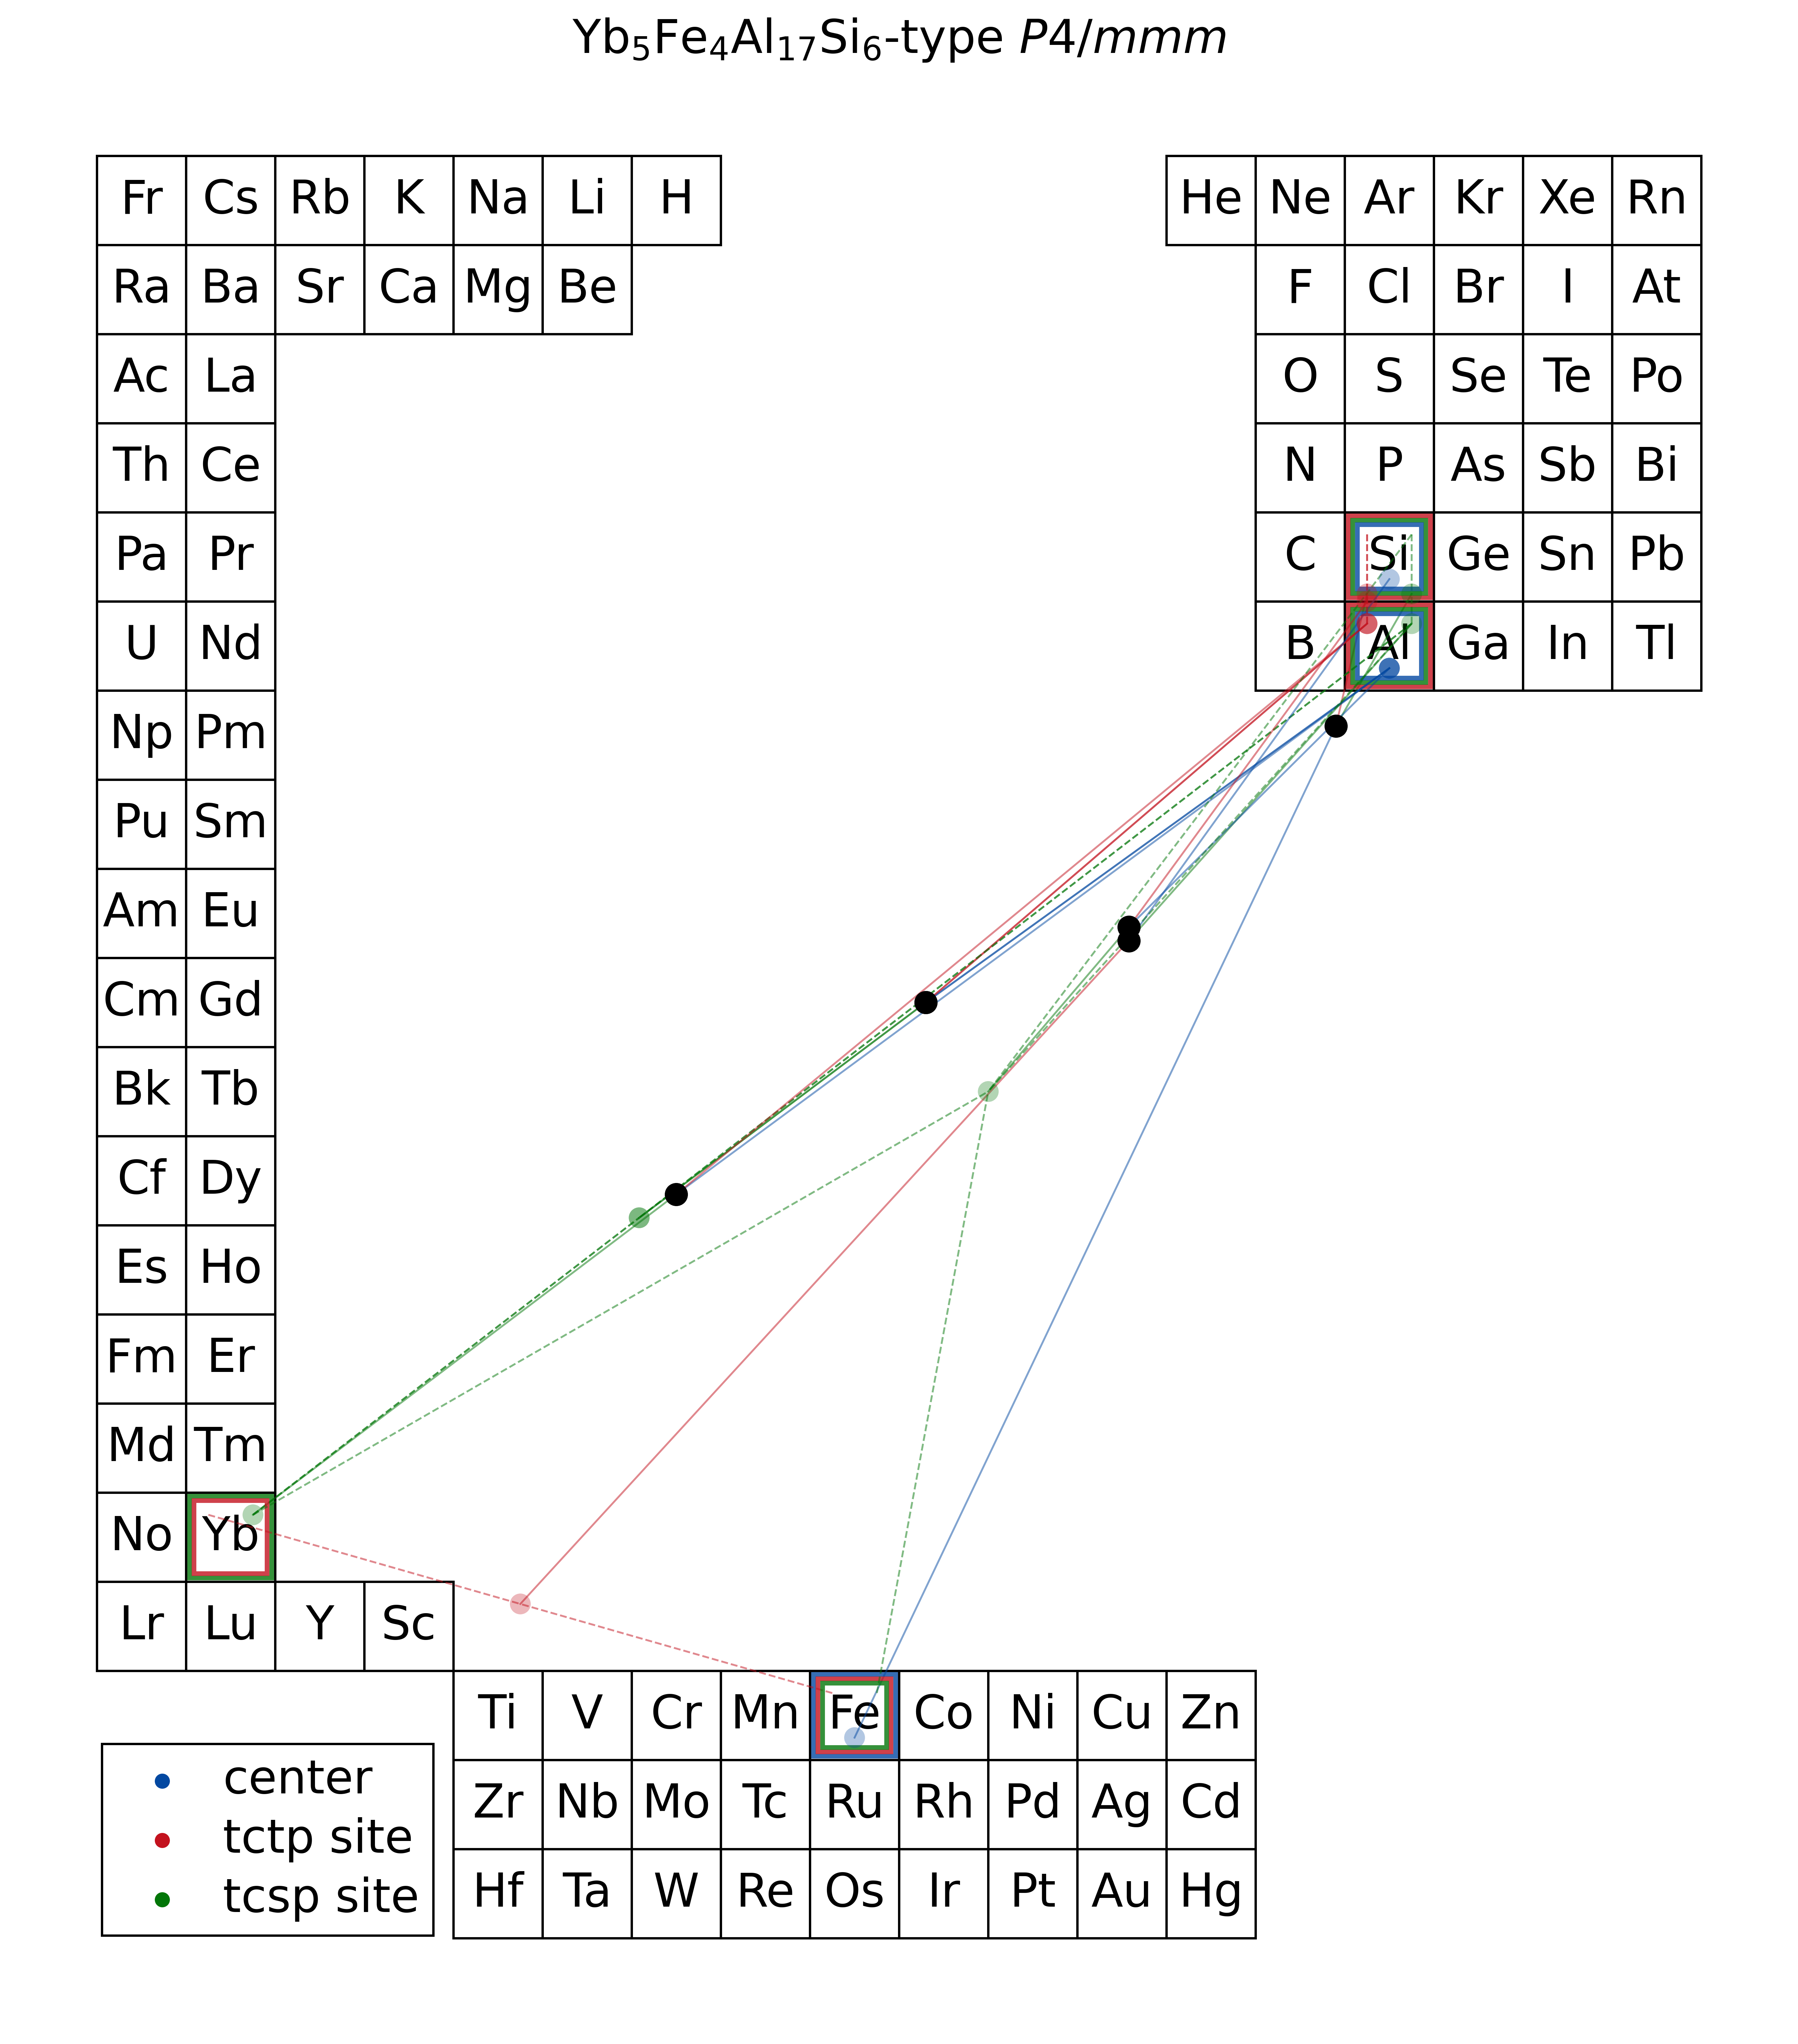 Yb5Fe4Al17Si6-type P4/mmm
Fr Cs Rb K Na Li H He Ne Ar Kr Xe Rn
Ra Ba Sr Ca Mg Be F Cl Br I At
Ac La O S Se Te Po
Th Ce N P As Sb Bi
Pa Pr C Si Ge Sn Pb
U Nd B Al Ga In Tl
Np Pm
Pu Sm
Am Eu
Cm Gd
Bk Tb
Cf Dy
Es Ho
Fm Er
Md Tm
No Yb
Lr Lu Y Sc
Ti V Cr Mn Fe Co Ni Cu Zn
Zr Nb Mo Tc Ru Rh Pd Ag Cd
Hf Ta W Re Os Ir Pt Au Hg
center
tctp site
tcsp site